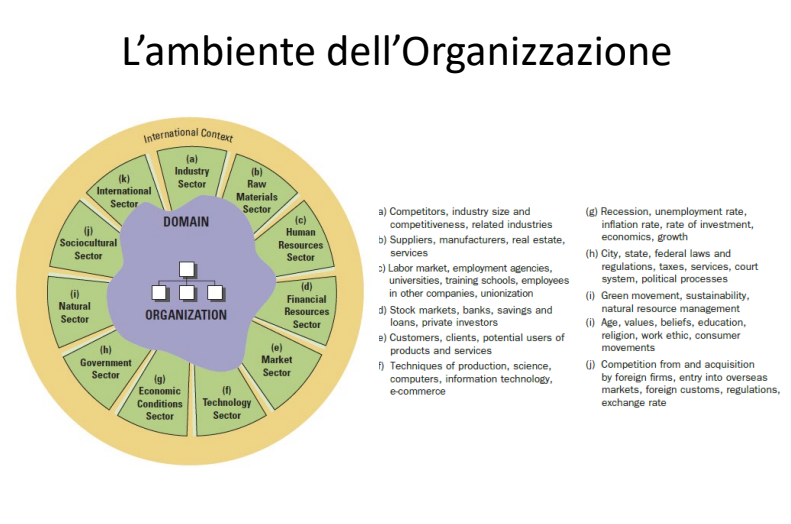 L'ambiente dell'Organizzazione
International Context
(a)
Industry
Sector
(b)
Raw
Materials
Sector
(c)
Human
Resources
Sector
(d)
Financial
Resources
Sector
(e)
Market
Sector
(f)
Technology
Sector
(g)
Economic
Conditions
Sector
(h)
Government
Sector
(i)
Natural
Sector
(j)
Sociocultural
Sector
(k)
International
Sector
DOMAIN
ORGANIZATION
a) Competitors, industry size and
competitiveness, related industries
b) Suppliers, manufacturers, real estate,
services
c) Labor market, employment agencies,
universities, training schools, employees
in other companies, unionization
d) Stock markets, banks, savings and
loans, private investors
e) Customers, clients, potential users of
products and services
f) Techniques of production, science,
computers, information technology,
e-commerce
(g) Recession, unemployment rate,
inflation rate, rate of investment,
economics, growth
(h) City, state, federal laws and
regulations, taxes, services, court
system, political processes
(i) Green movement, sustainability,
natural resource management
(i) Age, values, beliefs, education,
religion, work ethic, consumer
movements
(j) Competition from and acquisition
by foreign firms, entry into overseas
markets, foreign customs, regulations,
exchange rate